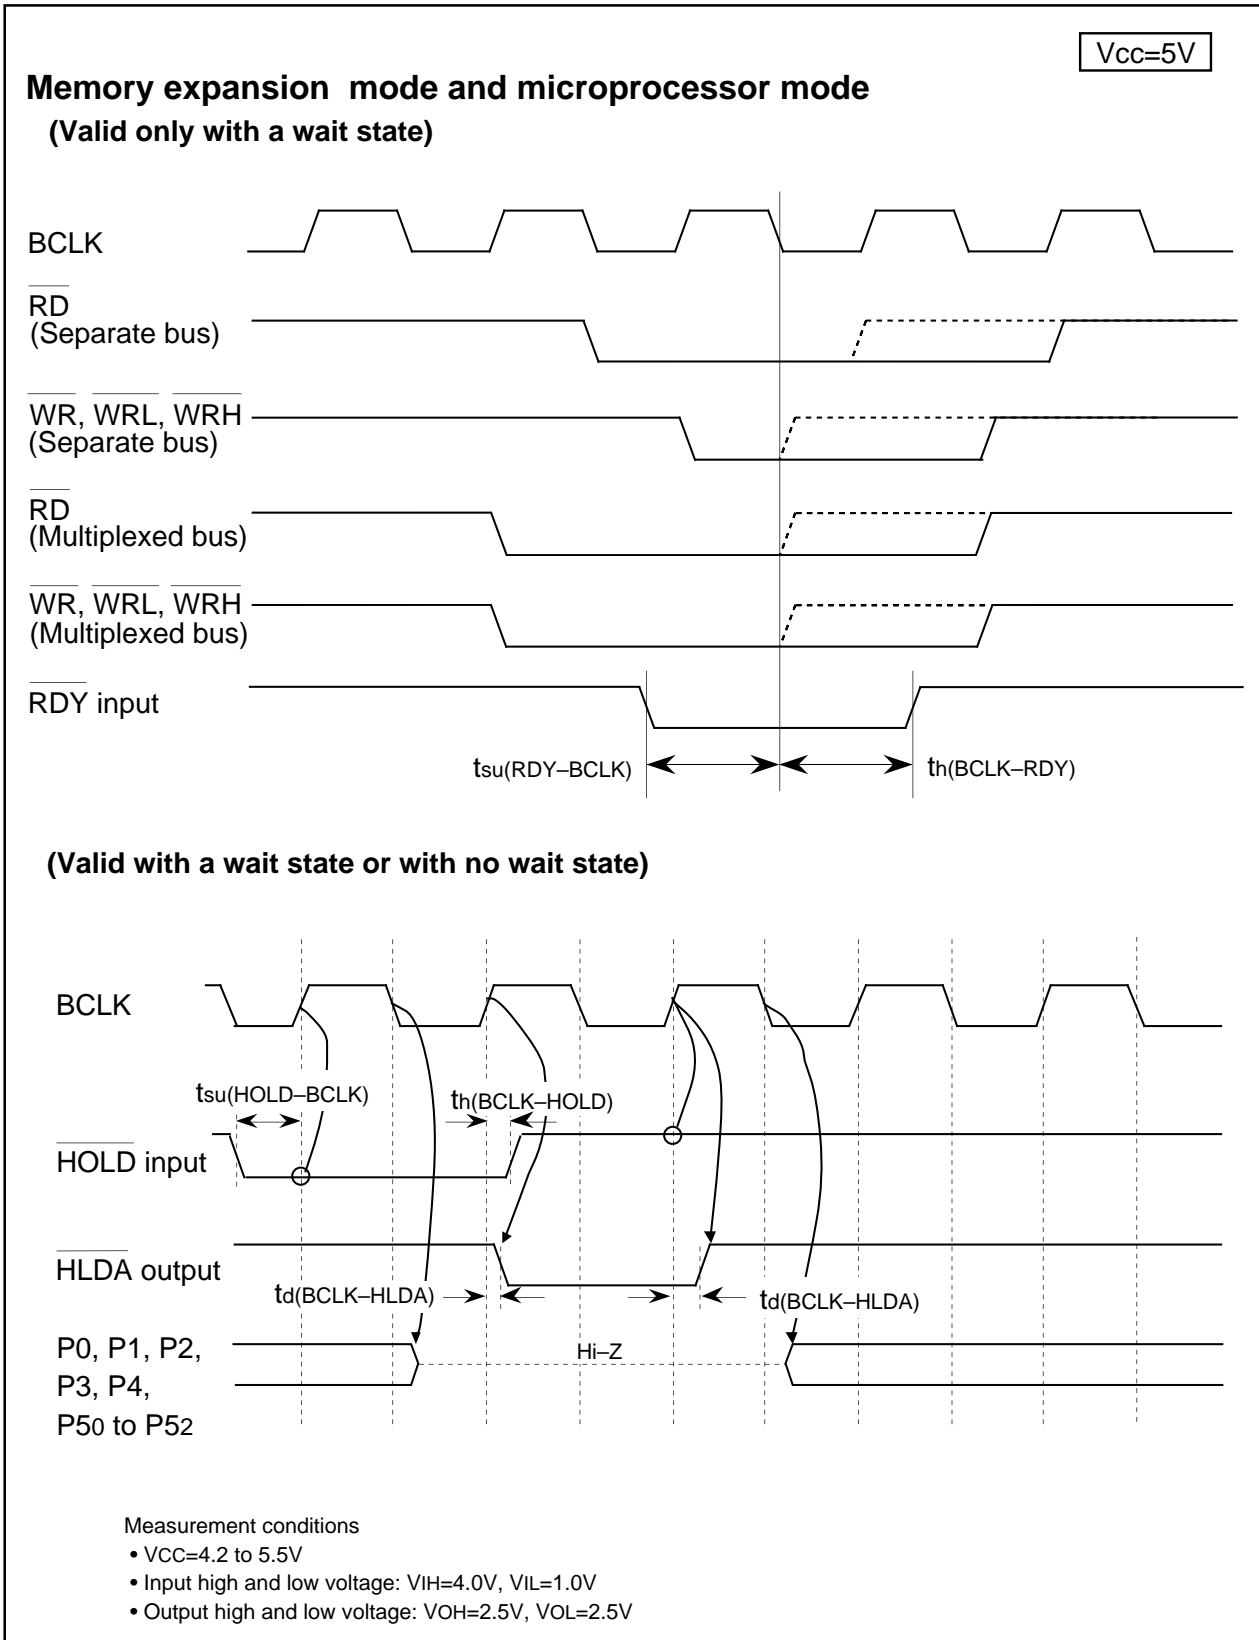 Vcc=5V
Memory expansion mode and microprocessor mode
(Valid only with a wait state)
BCLK
RD
(Separate bus)
WR, WRL, WRH
(Separate bus)
RD
(Multiplexed bus)
WR, WRL, WRH
(Multiplexed bus)
RDY input
tsu(RDY–BCLK)
th(BCLK–RDY)
(Valid with a wait state or with no wait state)
BCLK
tsu(HOLD–BCLK)
th(BCLK–HOLD)
HOLD input
HLDA output
td(BCLK–HLDA)
td(BCLK–HLDA)
P0, P1, P2,
P3, P4,
P50 to P52
Hi–Z
Measurement conditions
• VCC=4.2 to 5.5V
• Input high and low voltage: VIH=4.0V, VIL=1.0V
• Output high and low voltage: VOH=2.5V, VOL=2.5V